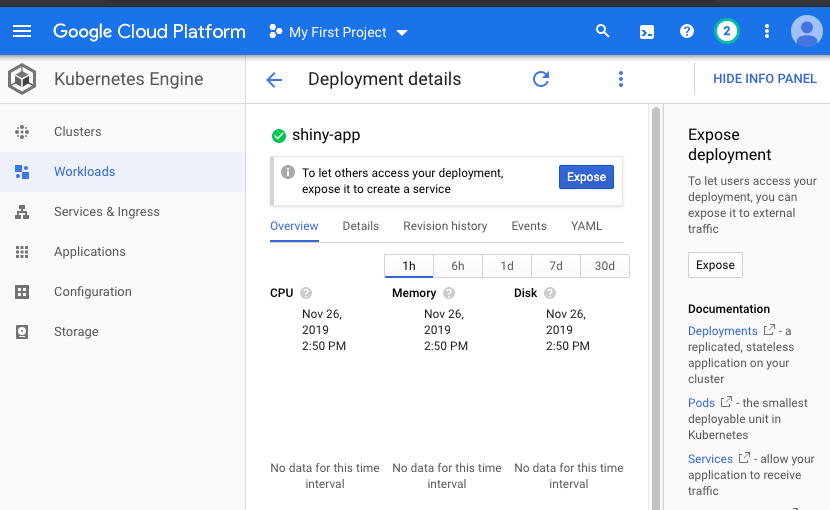 Google Cloud Platform
My First Project
2
Kubernetes Engine
Deployment details
HIDE INFO PANEL
Clusters
Workloads
Services & Ingress
Applications
Configuration
Storage
shiny-app
To let others access your deployment,
expose it to create a service
Expose
Overview Details Revision history Events YAML
1h 6h 1d 7d 30d
CPU
Nov 26,
2019
2:50 PM
No data for this time
interval
Memory
Nov 26,
2019
2:50 PM
No data for this time
interval
Disk
Nov 26,
2019
2:50 PM
No data for this time
interval
Expose
deployment
To let users access your
deployment, you can
expose it to external
traffic
Expose
Documentation
Deployments - a
replicated, stateless
application on your
cluster
Pods - the smallest
deployable unit in
Kubernetes
Services - allow your
application to receive
traffic